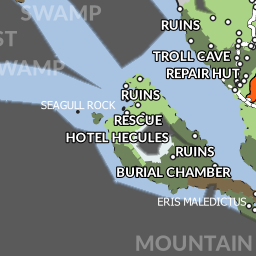 SWAMP
RUINS
ST
TROLL CAVE
WAMP
REPAIR HUT
RUINS
SEAGULL ROCK
RESCUE
HOTEL HECULES
RUINS
BURIAL CHAMBER
ERIS MALEDICTUS
MOUNTAIN